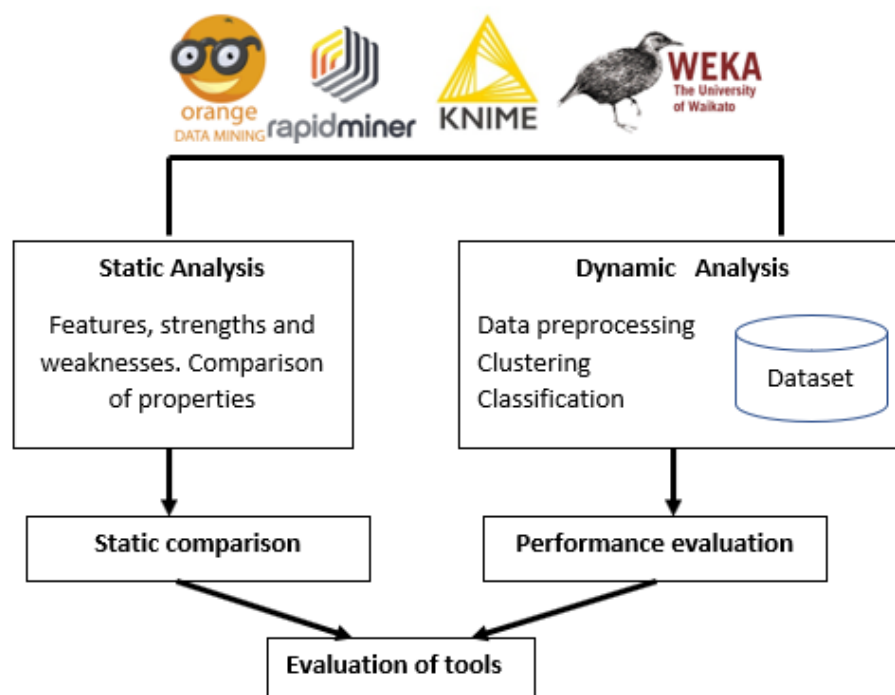 orange
DATA MINING
rapidminer
KNIME
WEKA
The University
of Waikato
Static Analysis
Features, strengths and
weaknesses. Comparison
of properties
Dynamic Analysis
Data preprocessing
Clustering
Classification
Dataset
Static comparison
Performance evaluation
Evaluation of tools